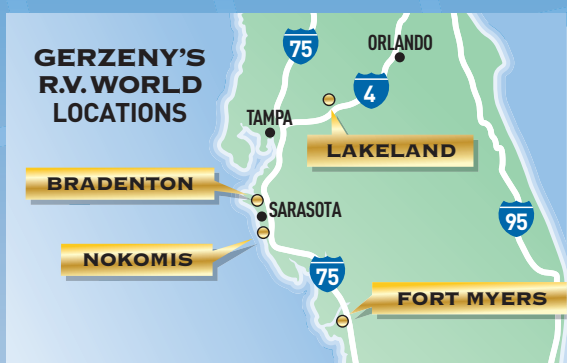 GERZENY'S
R.V. WORLD
LOCATIONS
75
ORLANDO
4
TAMPA
LAKELAND
BRADENTON
SARASOTA
95
NOKOMIS
75
FORT MYERS